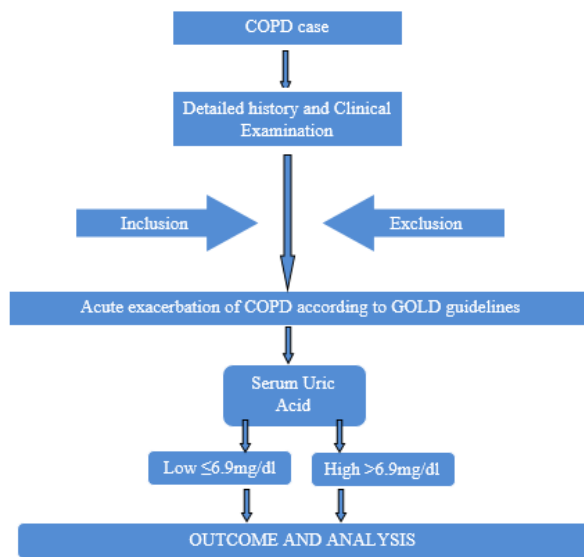 COPD case
Detailed history and Clinical
Examination
Inclusion
Exclusion
Acute exacerbation of COPD according to GOLD guidelines
Serum Uric
Acid
Low ≤6.9mg/dl
High >6.9mg/dl
OUTCOME AND ANALYSIS